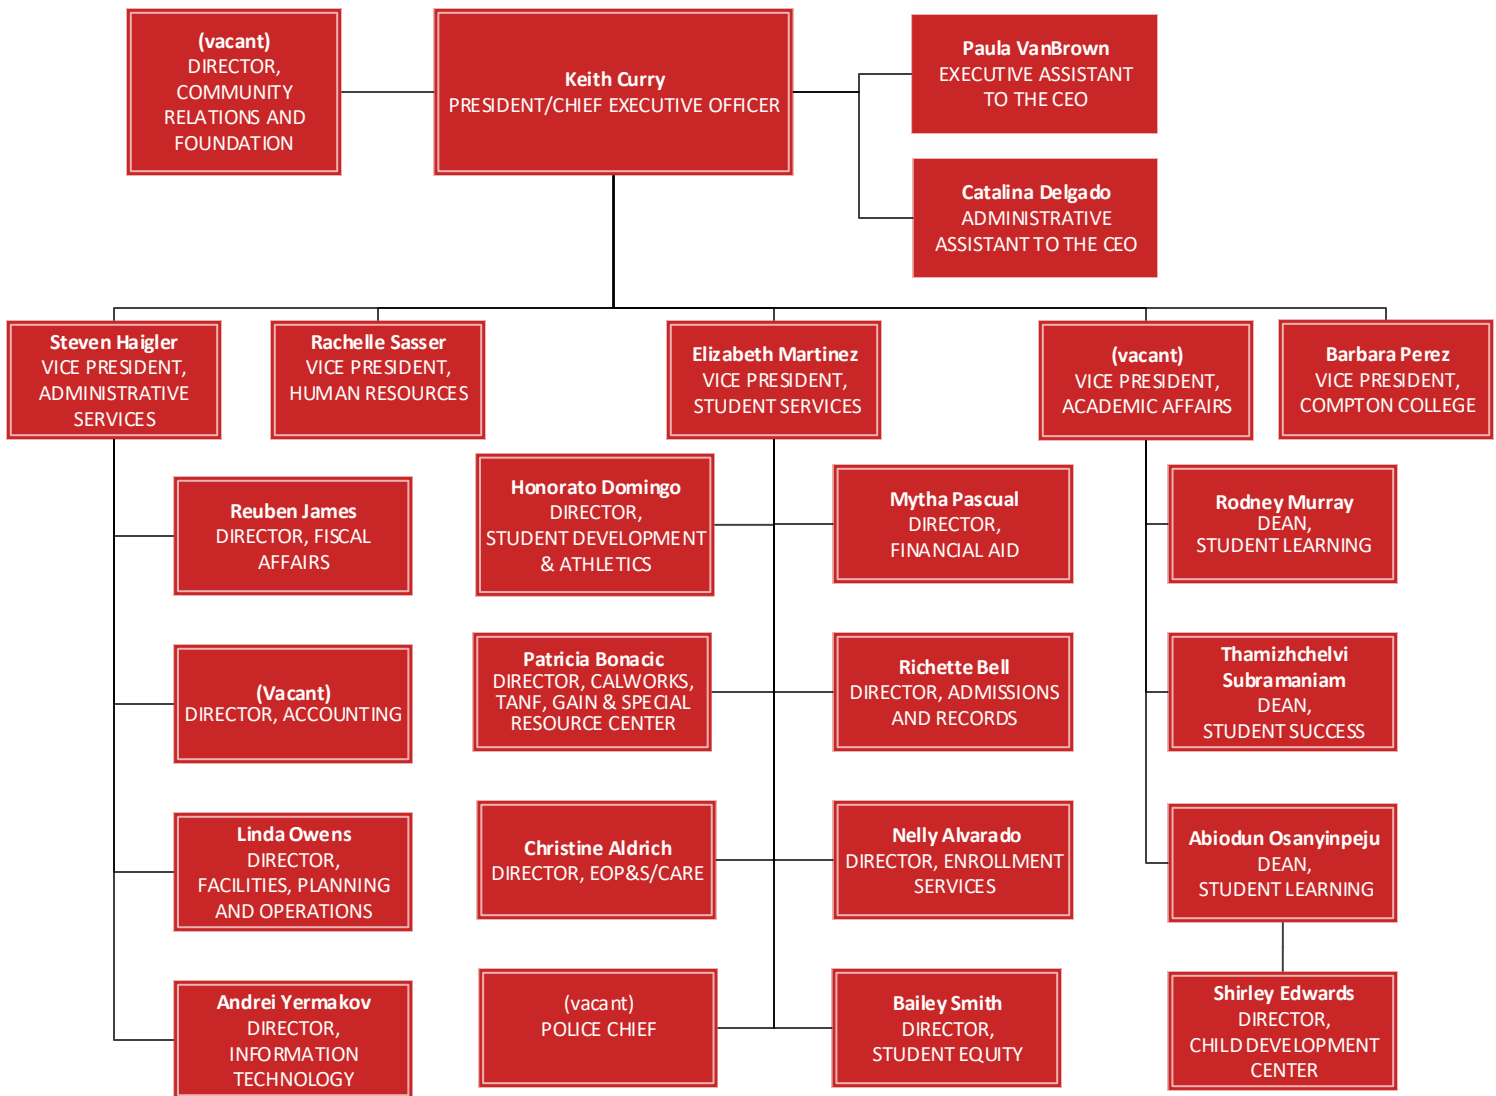 (vacant)
DIRECTOR,
COMMUNITY
RELATIONS AND
FOUNDATION
Keith Curry
PRESIDENT/CHIEF EXECUTIVE OFFICER
Paula VanBrown
EXECUTIVE ASSISTANT
TO THE CEO
Catalina Delgado
ADMINISTRATIVE
ASSISTANT TO THE CEO
Steven Haigler
VICE PRESIDENT,
ADMINISTRATIVE
SERVICES
Rachelle Sasser
VICE PRESIDENT,
HUMAN RESOURCES
Elizabeth Martinez
VICE PRESIDENT,
STUDENT SERVICES
(vacant)
VICE PRESIDENT,
ACADEMIC AFFAIRS
Barbara Perez
VICE PRESIDENT,
COMPTON COLLEGE
Reuben James
DIRECTOR, FISCAL
AFFAIRS
(Vacant)
DIRECTOR, ACCOUNTING
Linda Owens
DIRECTOR,
FACILITIES, PLANNING
AND OPERATIONS
Andrei Yermakov
DIRECTOR,
INFORMATION
TECHNOLOGY
Honorato Domingo
DIRECTOR,
STUDENT DEVELOPMENT
& ATHLETICS
Patricia Bonacic
DIRECTOR, CALWORKS,
TANF, GAIN & SPECIAL
RESOURCE CENTER
Christine Aldrich
DIRECTOR, EOP&S/CARE
(vacant)
POLICE CHIEF
Mytha Pascual
DIRECTOR,
FINANCIAL AID
Richette Bell
DIRECTOR, ADMISSIONS
AND RECORDS
Nelly Alvarado
DIRECTOR, ENROLLMENT
SERVICES
Bailey Smith
DIRECTOR,
STUDENT EQUITY
Rodney Murray
DEAN,
STUDENT LEARNING
Thamizhchelvi
Subramaniam
DEAN,
STUDENT SUCCESS
Abiodun Osanyinpeju
DEAN,
STUDENT LEARNING
Shirley Edwards
DIRECTOR,
CHILD DEVELOPMENT
CENTER